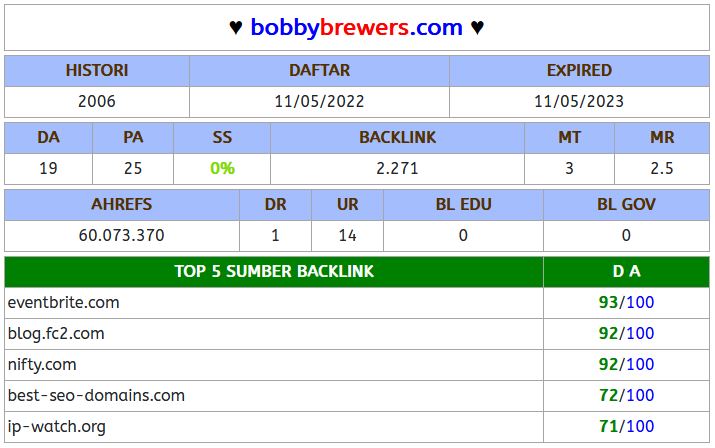 ♥ bobbybrewers.com ♥
HISTORI DAFTAR EXPIRED
2006 11/05/2022 11/05/2023
DA PA SS BACKLINK MT MR
19 25 0% 2.271 3 2.5
AHREFS DR UR BL EDU BL GOV
60.073.370 1 14 0 0
TOP 5 SUMBER BACKLINK D A
eventbrite.com 93/100
blog.fc2.com 92/100
nifty.com 92/100
best-seo-domains.com 72/100
ip-watch.org 71/100